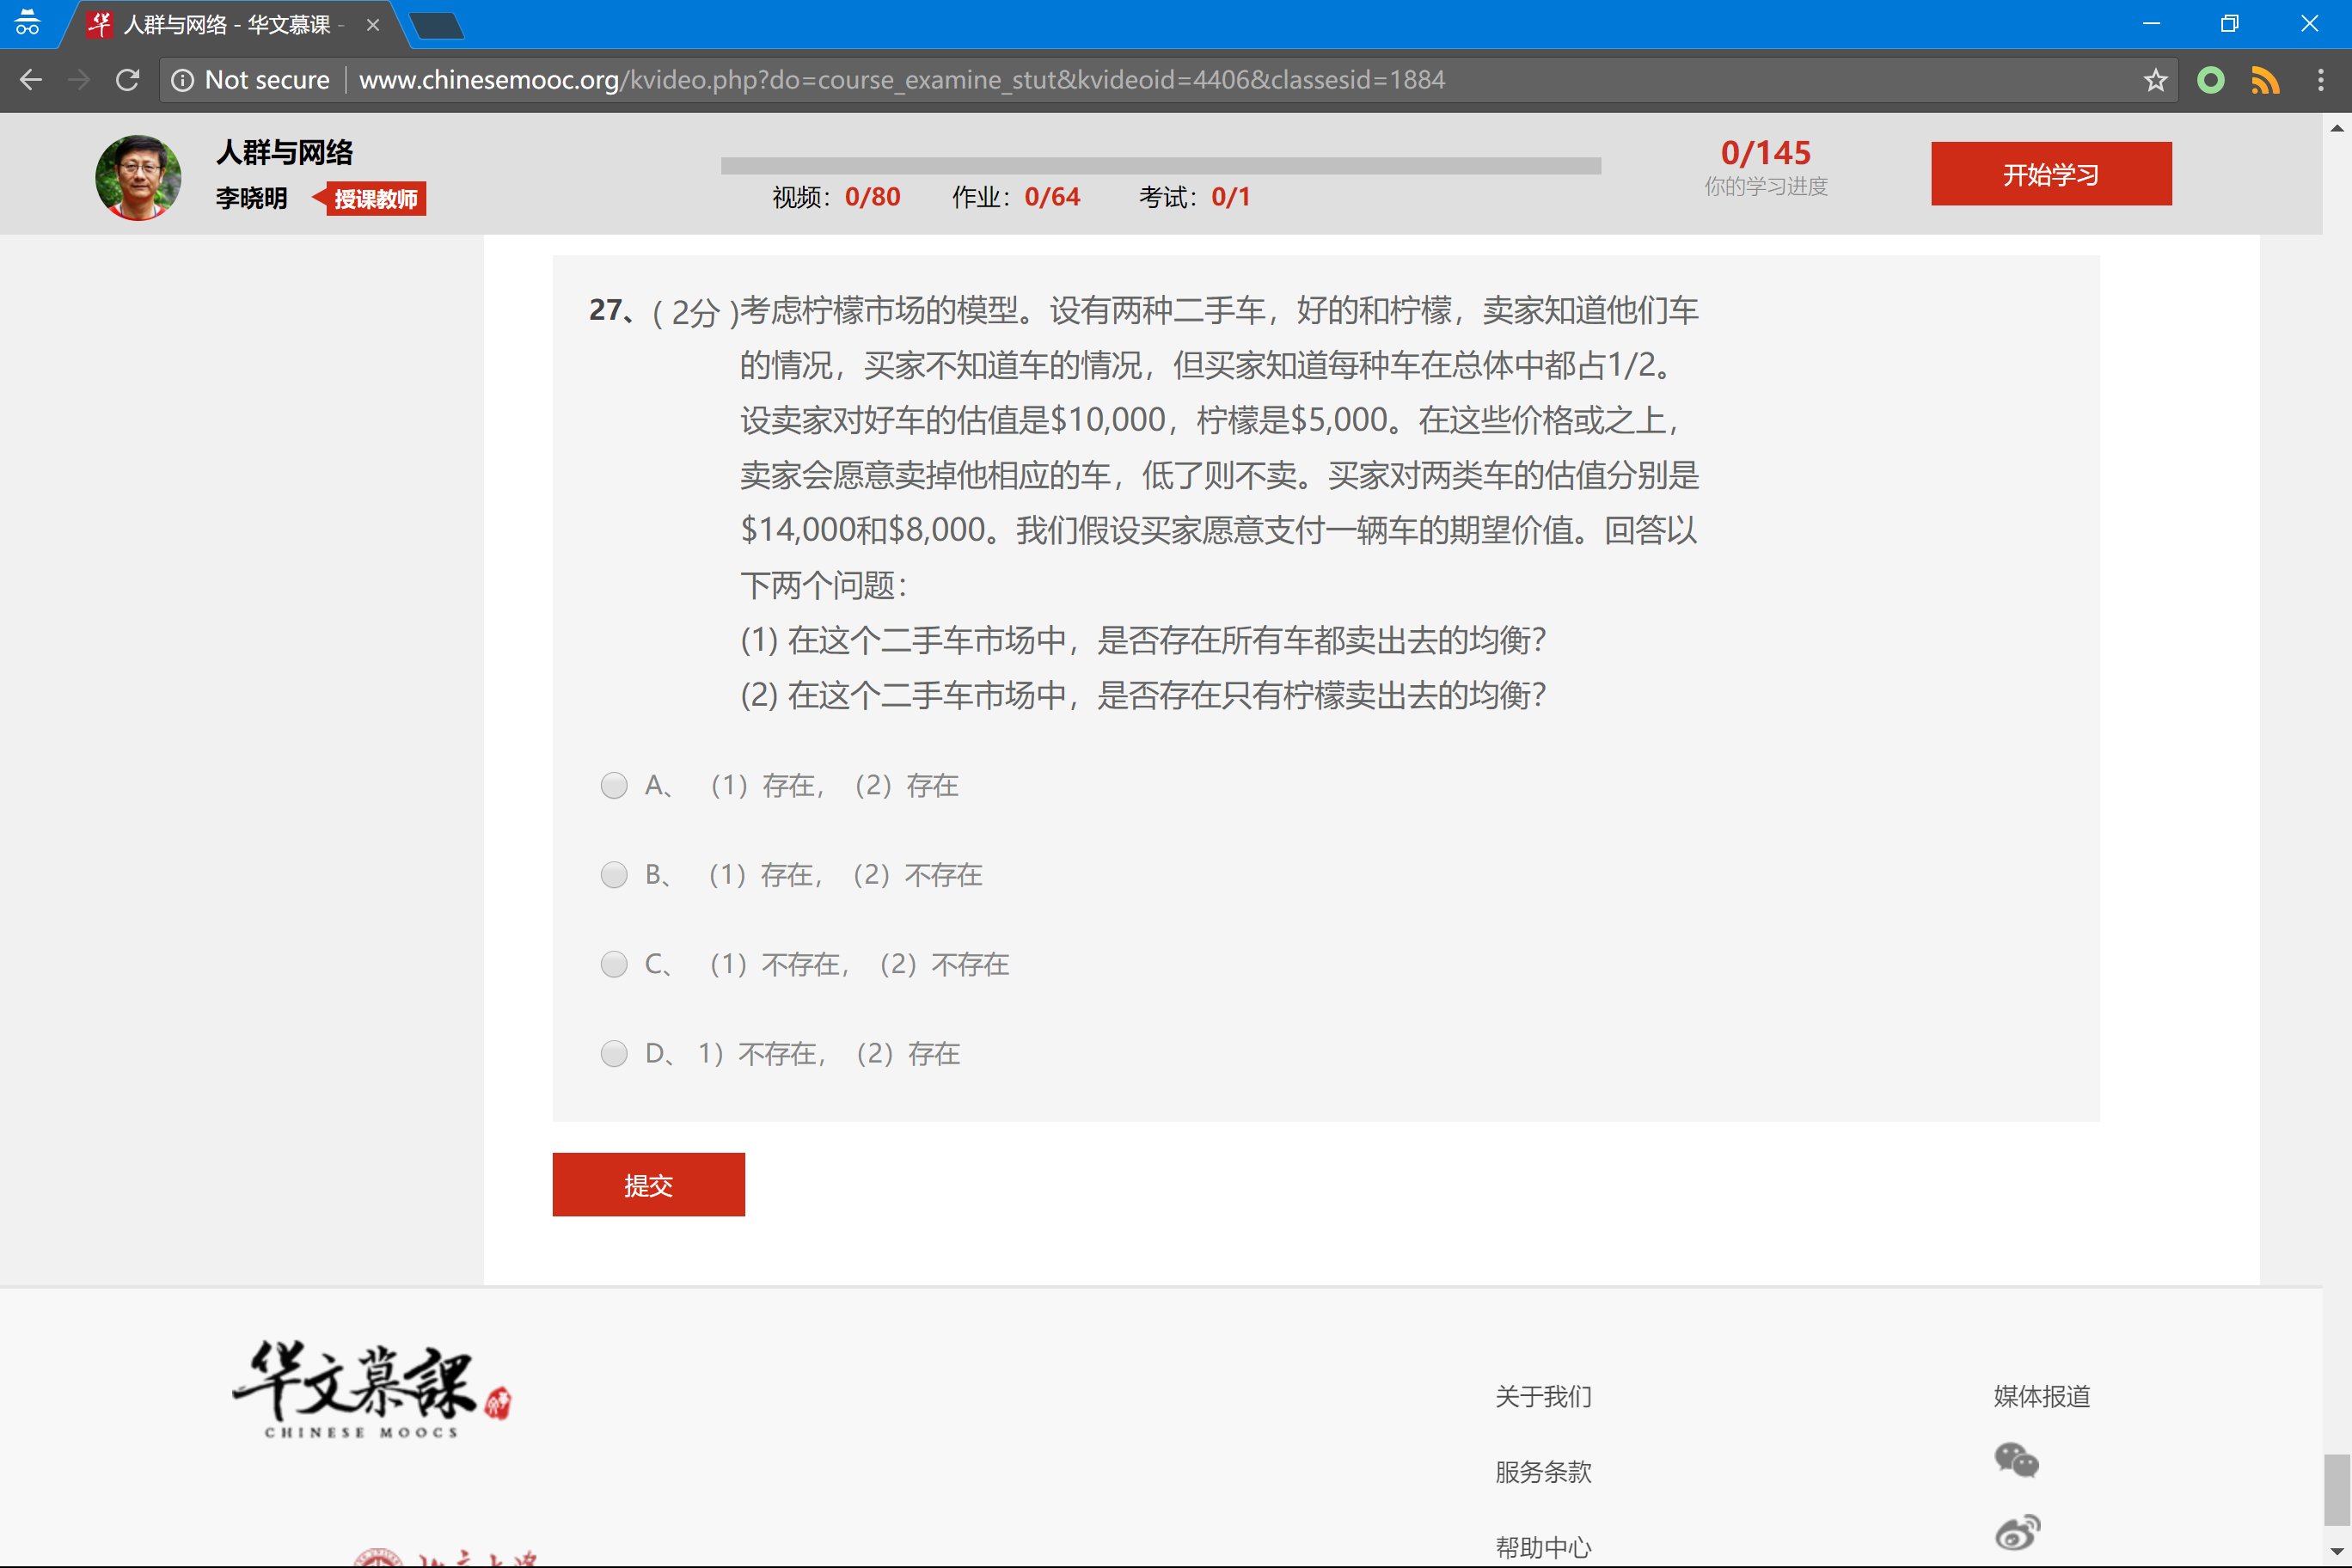 人群与网络 - 华文慕课 -
Not secure www.chinesemooc.org/kvideo.php?do=course_examine_stut&kvideoid=4406&classesid=1884
人群与网络
李晓明 授课教师
视频：0/80 作业：0/64 考试：0/1
0/145
你的学习进度
开始学习
27、( 2分 )考虑柠檬市场的模型。设有两种二手车，好的和柠檬，卖家知道他们车
的情况，买家不知道车的情况，但买家知道每种车在总体中都占1/2。
设卖家对好车的估值是$10,000，柠檬是$5,000。在这些价格或之上，
卖家会愿意卖掉他相应的车，低了则不卖。买家对两类车的估值分别是
$14,000和$8,000。我们假设买家愿意支付一辆车的期望价值。回答以
下两个问题：
(1) 在这个二手车市场中，是否存在所有车都卖出去的均衡？
(2) 在这个二手车市场中，是否存在只有柠檬卖出去的均衡？
A、 （1）存在，（2）存在
B、 （1）存在，（2）不存在
C、 （1）不存在，（2）不存在
D、 1）不存在，（2）存在
提交
华文慕課
CHINESE MOOCS
关于我们
服务条款
帮助中心
媒体报道